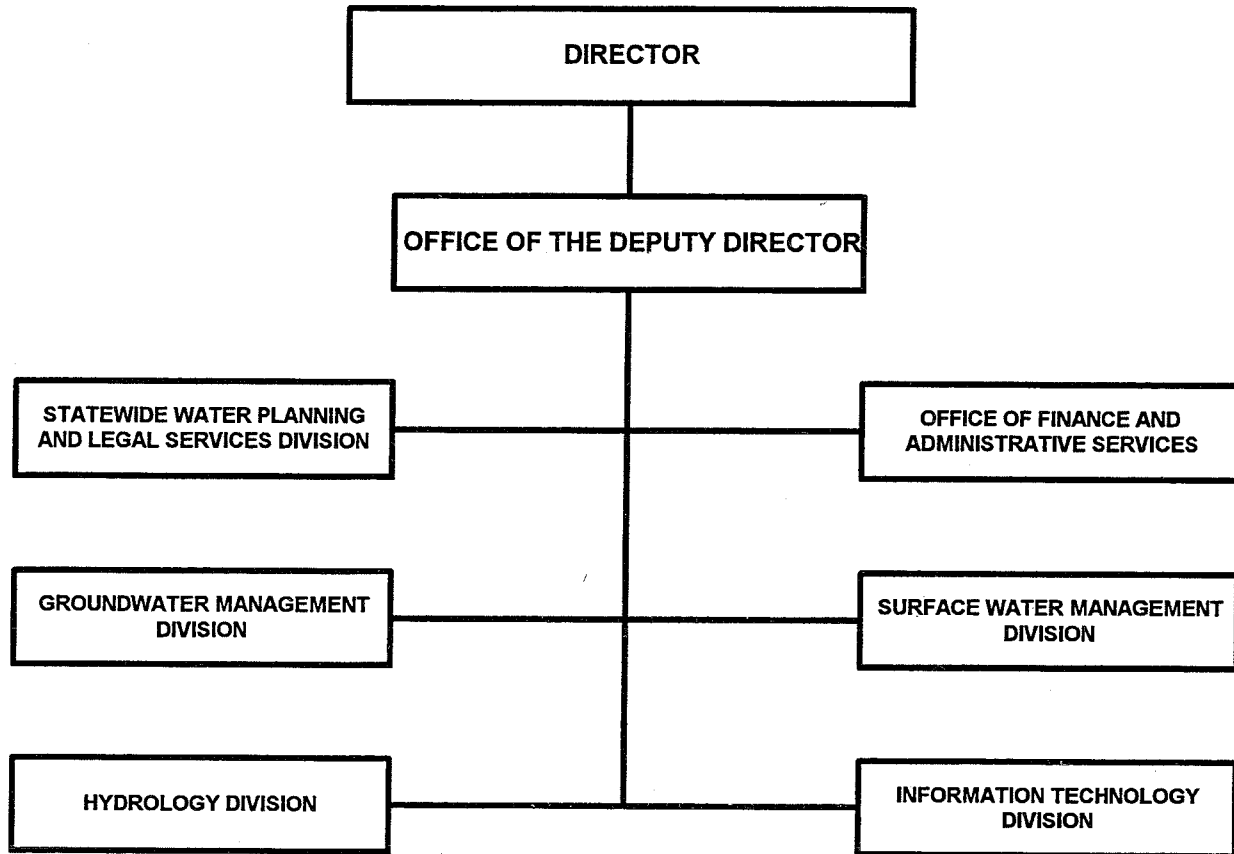 DIRECTOR
OFFICE OF THE DEPUTY DIRECTOR
STATEWIDE WATER PLANNING
AND LEGAL SERVICES DIVISION
OFFICE OF FINANCE AND
ADMINISTRATIVE SERVICES
GROUNDWATER MANAGEMENT
DIVISION
SURFACE WATER MANAGEMENT
DIVISION
HYDROLOGY DIVISION
INFORMATION TECHNOLOGY
DIVISION